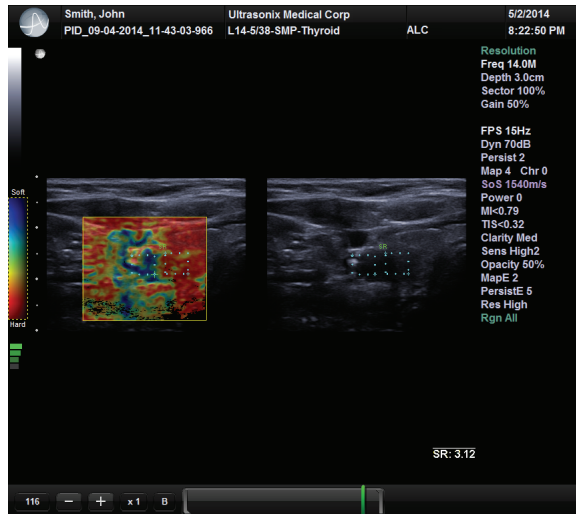 Smith, John
Ultrasonix Medical Corp
5/2/2014
PID_09-04-2014_11-43-03-966
L14-5/38-SMP-Thyroid
ALC
8:22:50 PM
Resolution
Freq 14.0M
Depth 3.0cm
Sector 100%
Gain 50%
FPS 15Hz
Dyn 70dB
Persist 2
Map 4 Chr 0
SoS 1540m/s
Power 0
MI<0.79
TIS<0.32
Clarity Med
Sens High2
Opacity 50%
MapE 2
PersistE 5
Res High
Rgn All
Soft
Hard
SR
SR: 3.12
116
x 1
B